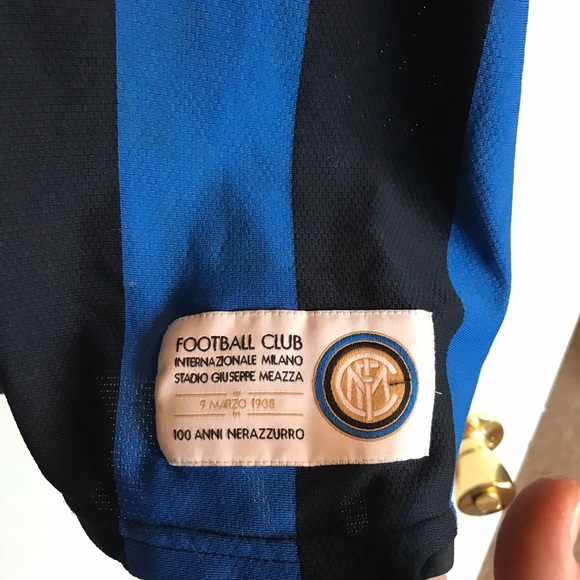 FOOTBALL CLUB
INTERNAZIONALE MILANO
STADIO GIUSEPPE MEAZZA
9 MARZO 1908
100 ANNI NERAZZURRO